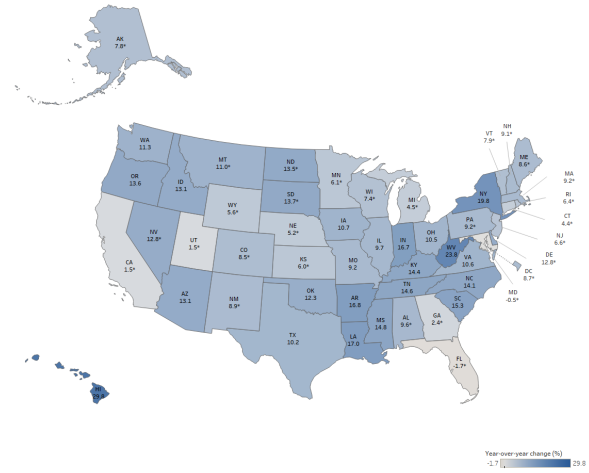 AK
7.8*
WA
11.3
MT
11.0*
ND
13.5*
MN
6.1*
VT
7.9*
NH
9.1*
ME
8.6*
OR
13.6
ID
13.1
SD
13.7*
WI
7.4*
MI
4.5*
NY
19.8
MA
9.2*
WY
5.6*
RI
6.4*
CT
4.4*
NE
5.2*
IA
10.7
PA
9.2*
NJ
6.6*
NV
12.8*
UT
1.5*
CO
8.5*
IL
9.7
IN
16.7
OH
10.5
DE
12.8*
CA
1.5*
KS
6.0*
MO
9.2
WV
23.8
VA
10.6
DC
8.7*
KY
14.4
MD
-0.5*
AZ
13.1
NM
8.9*
OK
12.3
AR
16.8
TN
14.6
NC
14.1
SC
15.3
MS
14.8
AL
9.6*
GA
2.4*
TX
10.2
LA
17.0
FL
-1.7*
HI
29.8
Year-over-year change (%)
-1.7 29.8